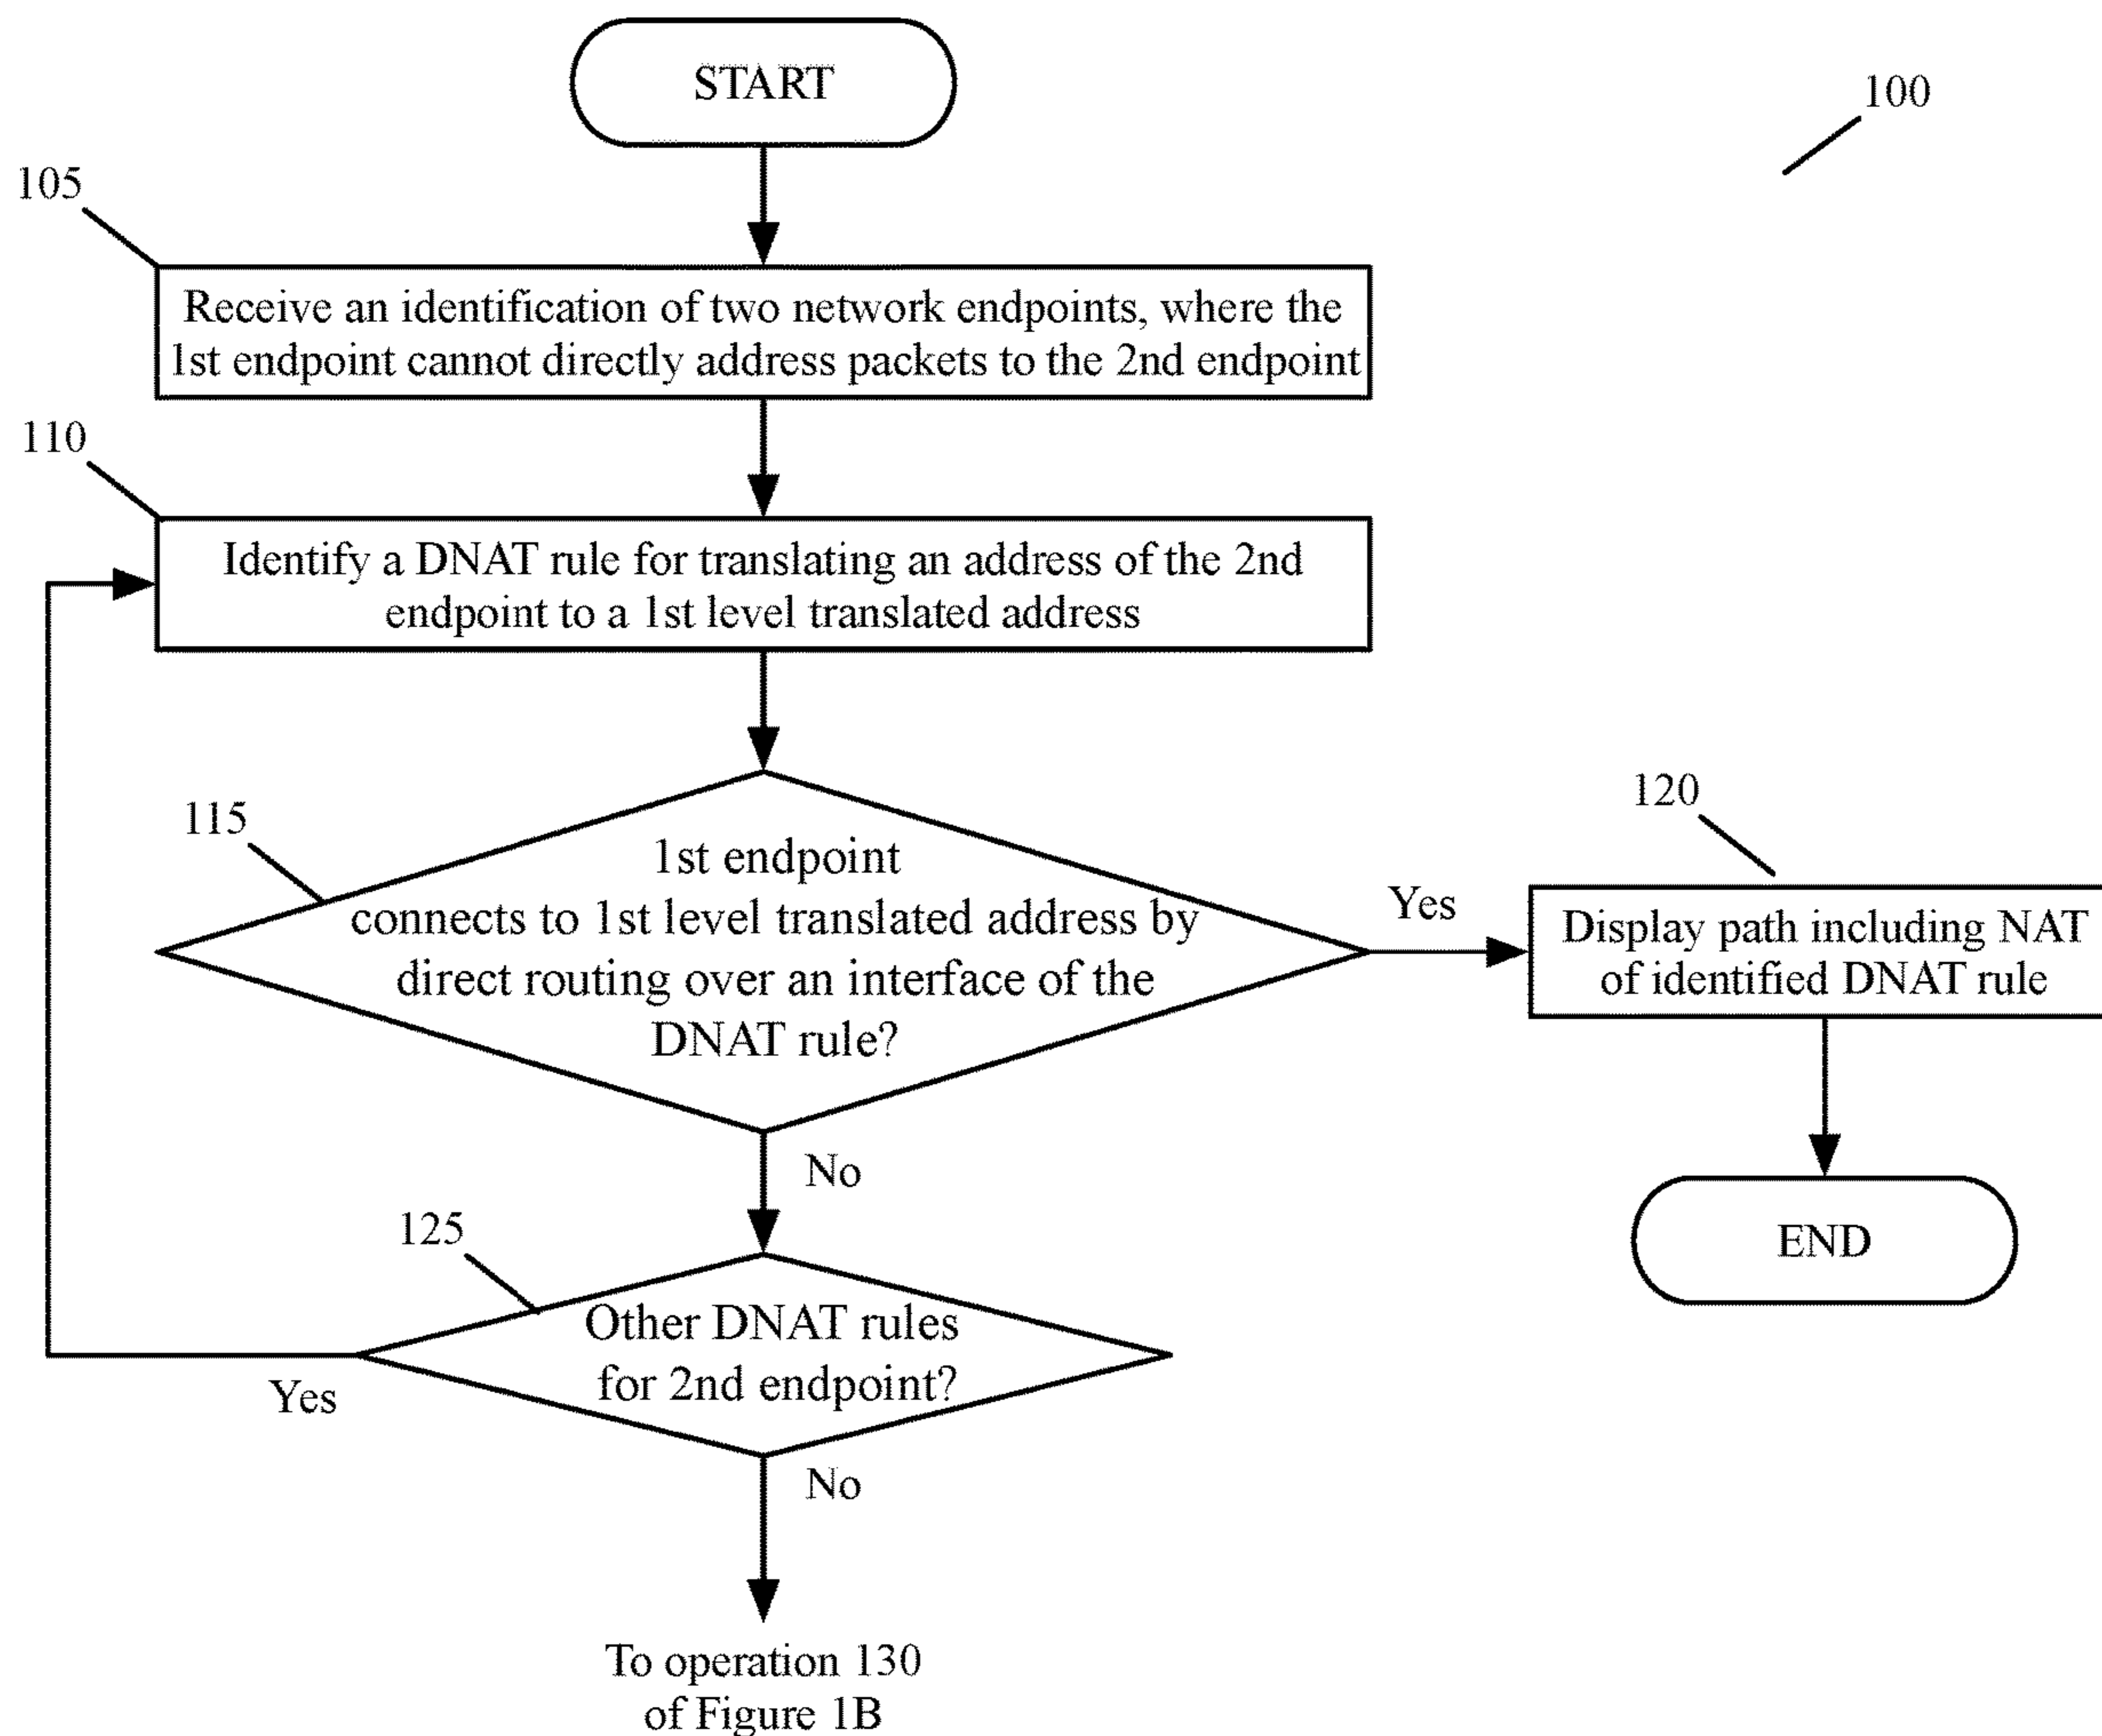 START
100
105
Receive an identification of two network endpoints, where the
1st endpoint cannot directly address packets to the 2nd endpoint
110
Identify a DNAT rule for translating an address of the 2nd
endpoint to a 1st level translated address
115
1st endpoint
connects to 1st level translated address by
direct routing over an interface of the
DNAT rule?
Yes
120
Display path including NAT
of identified DNAT rule
No
END
125
Other DNAT rules
for 2nd endpoint?
Yes
No
To operation 130
of Figure 1B